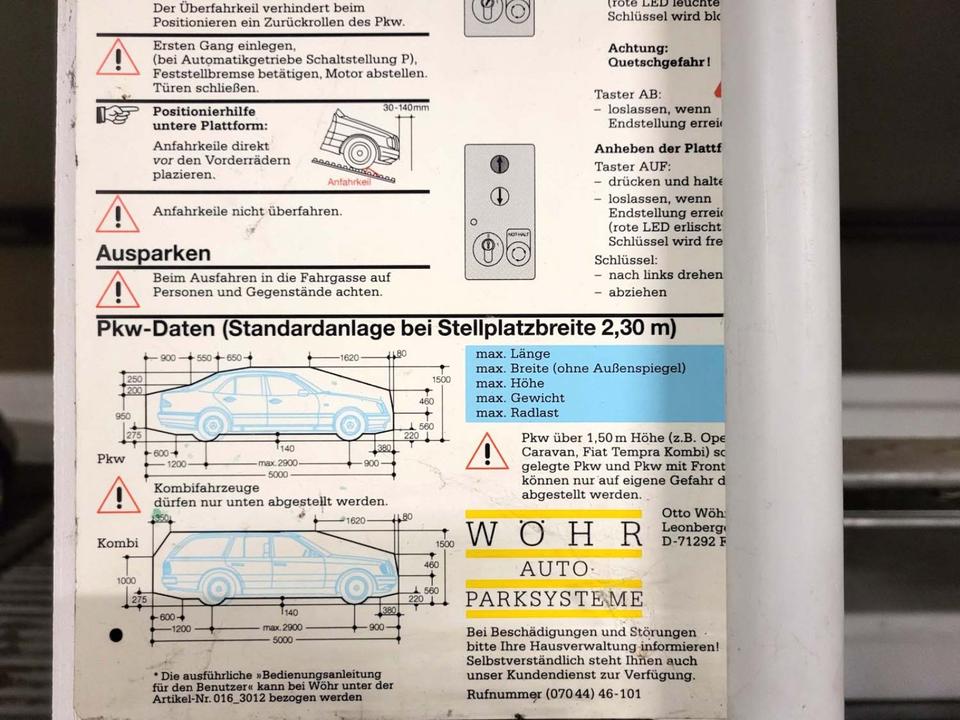 Der Überfahrkeil verhindert beim
Positionieren ein Zurückrollen des Pkw.
Ersten Gang einlegen,
(bei Automatikgetriebe Schaltstellung P),
Feststellbremse betätigen, Motor abstellen.
Türen schließen.
Positionierhilfe
untere Plattform:
30-140mm
Anfahrkeile direkt
vor den Vorderrädern
plazieren.
Anfahrkeil
Anfahrkeile nicht überfahren.
Ausparken
Beim Ausfahren in die Fahrgasse auf
Personen und Gegenstände achten.
(rote LED leuchte
Schlüssel wird
Achtung:
Quetschgefahr!
Taster AB:
– loslassen, wenn
Endstellung
Anheben der Plattf
Taster AUF:
– drücken und halte
– loslassen, wenn
Endstellung
(rote LED erlischt
Schlüssel wird fre
Schlüssel:
– nach links drehen
– abziehen
NOT-HALT
Pkw-Daten (Standardanlage bei Stellplatzbreite 2,30 m)
900 550 650 1620 80
250
200
950
275
1500
460
560
220
600 140 380
1200 max. 2900 900
5000
Pkw
Kombifahrzeuge
dürfen nur unten abgestellt werden.
350 1620 80
Kombi
1000
275
1500
460
560
220
600 140 380
1200 max. 2900 900
5000
* Die ausführliche »Bedienungsanleitung
für den Benutzer« kann bei Wöhr unter der
Artikel-Nr. 016_3012 bezogen werden
max. Länge
max. Breite (ohne Außenspiegel)
max. Höhe
max. Gewicht
max. Radlast
Pkw über 1,50 m Höhe (z.B. Ope
Caravan, Fiat Tempra Kombi) so
gelegte Pkw und Pkw mit Front
können nur auf eigene Gefahr d
abgestellt werden.
WÖHR
AUTO
PARKSYSTEME
Otto Wöh
Leonberge
D-71292 F
Bei Beschädigungen und Störungen
bitte Ihre Hausverwaltung informieren!
Selbstverständlich steht Ihnen auch
unser Kundendienst zur Verfügung.
Rufnummer (070 44) 46-101